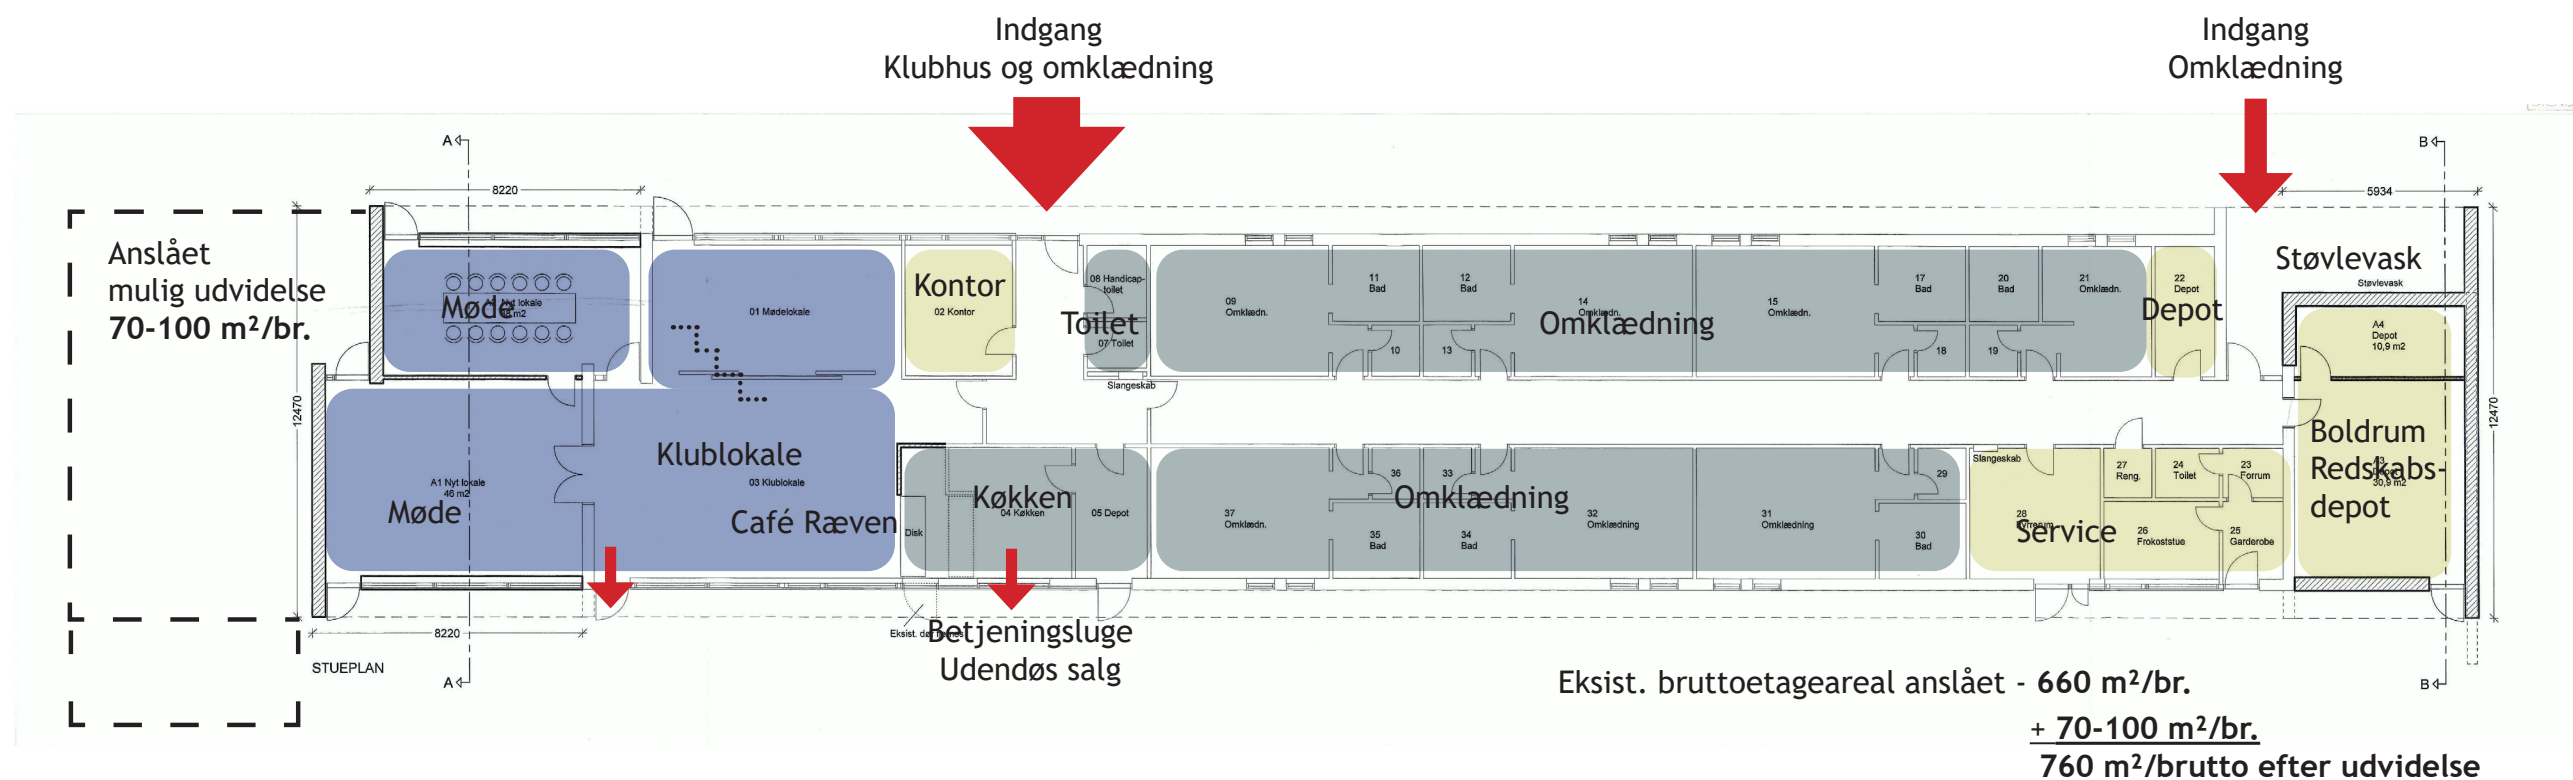 Indgang
Klubhus og omklædning
Indgang
Omklædning
A
B
8220
5934
Anslået
mulig udvidelse
70-100 m²/br.
Møde
01 Mødelokale
Kontor
02 Kontor
08 Handicap-
toilet
Toilet
07 Toilet
Slangeskab
09
Omklædn.
11
Bad
10
12
Bad
13
14
Omklædn.
Omklædning
15
Omklædn.
17
Bad
18
20
Bad
19
21
Omklædn.
22
Depot
Depot
Støvlevask
Støvlevask
A4
Depot
10,9 m2
12470
12470
A1 Nyt lokale
46 m2
Møde
Klublokale
03 Klublokale
Café Ræven
Disk
Køkken
04 Køkken
05 Depot
37
Omklædn.
36
35
Bad
33
34
Bad
Omklædning
32
Omklædning
31
Omklædning
29
30
Bad
Slangeskab
28
Service
27
Reng.
24
Toilet
23
Forrum
26
Frokoststue
25
Garderobe
Boldrum
Redskabs-
depot
30,9 m2
8220
Eksist. dør
Betjeningsluge
Udendøs salg
STUEPLAN
A
B
Eksist. bruttoetageareal anslået - 660 m²/br.
+ 70-100 m²/br.
760 m²/brutto efter udvidelse